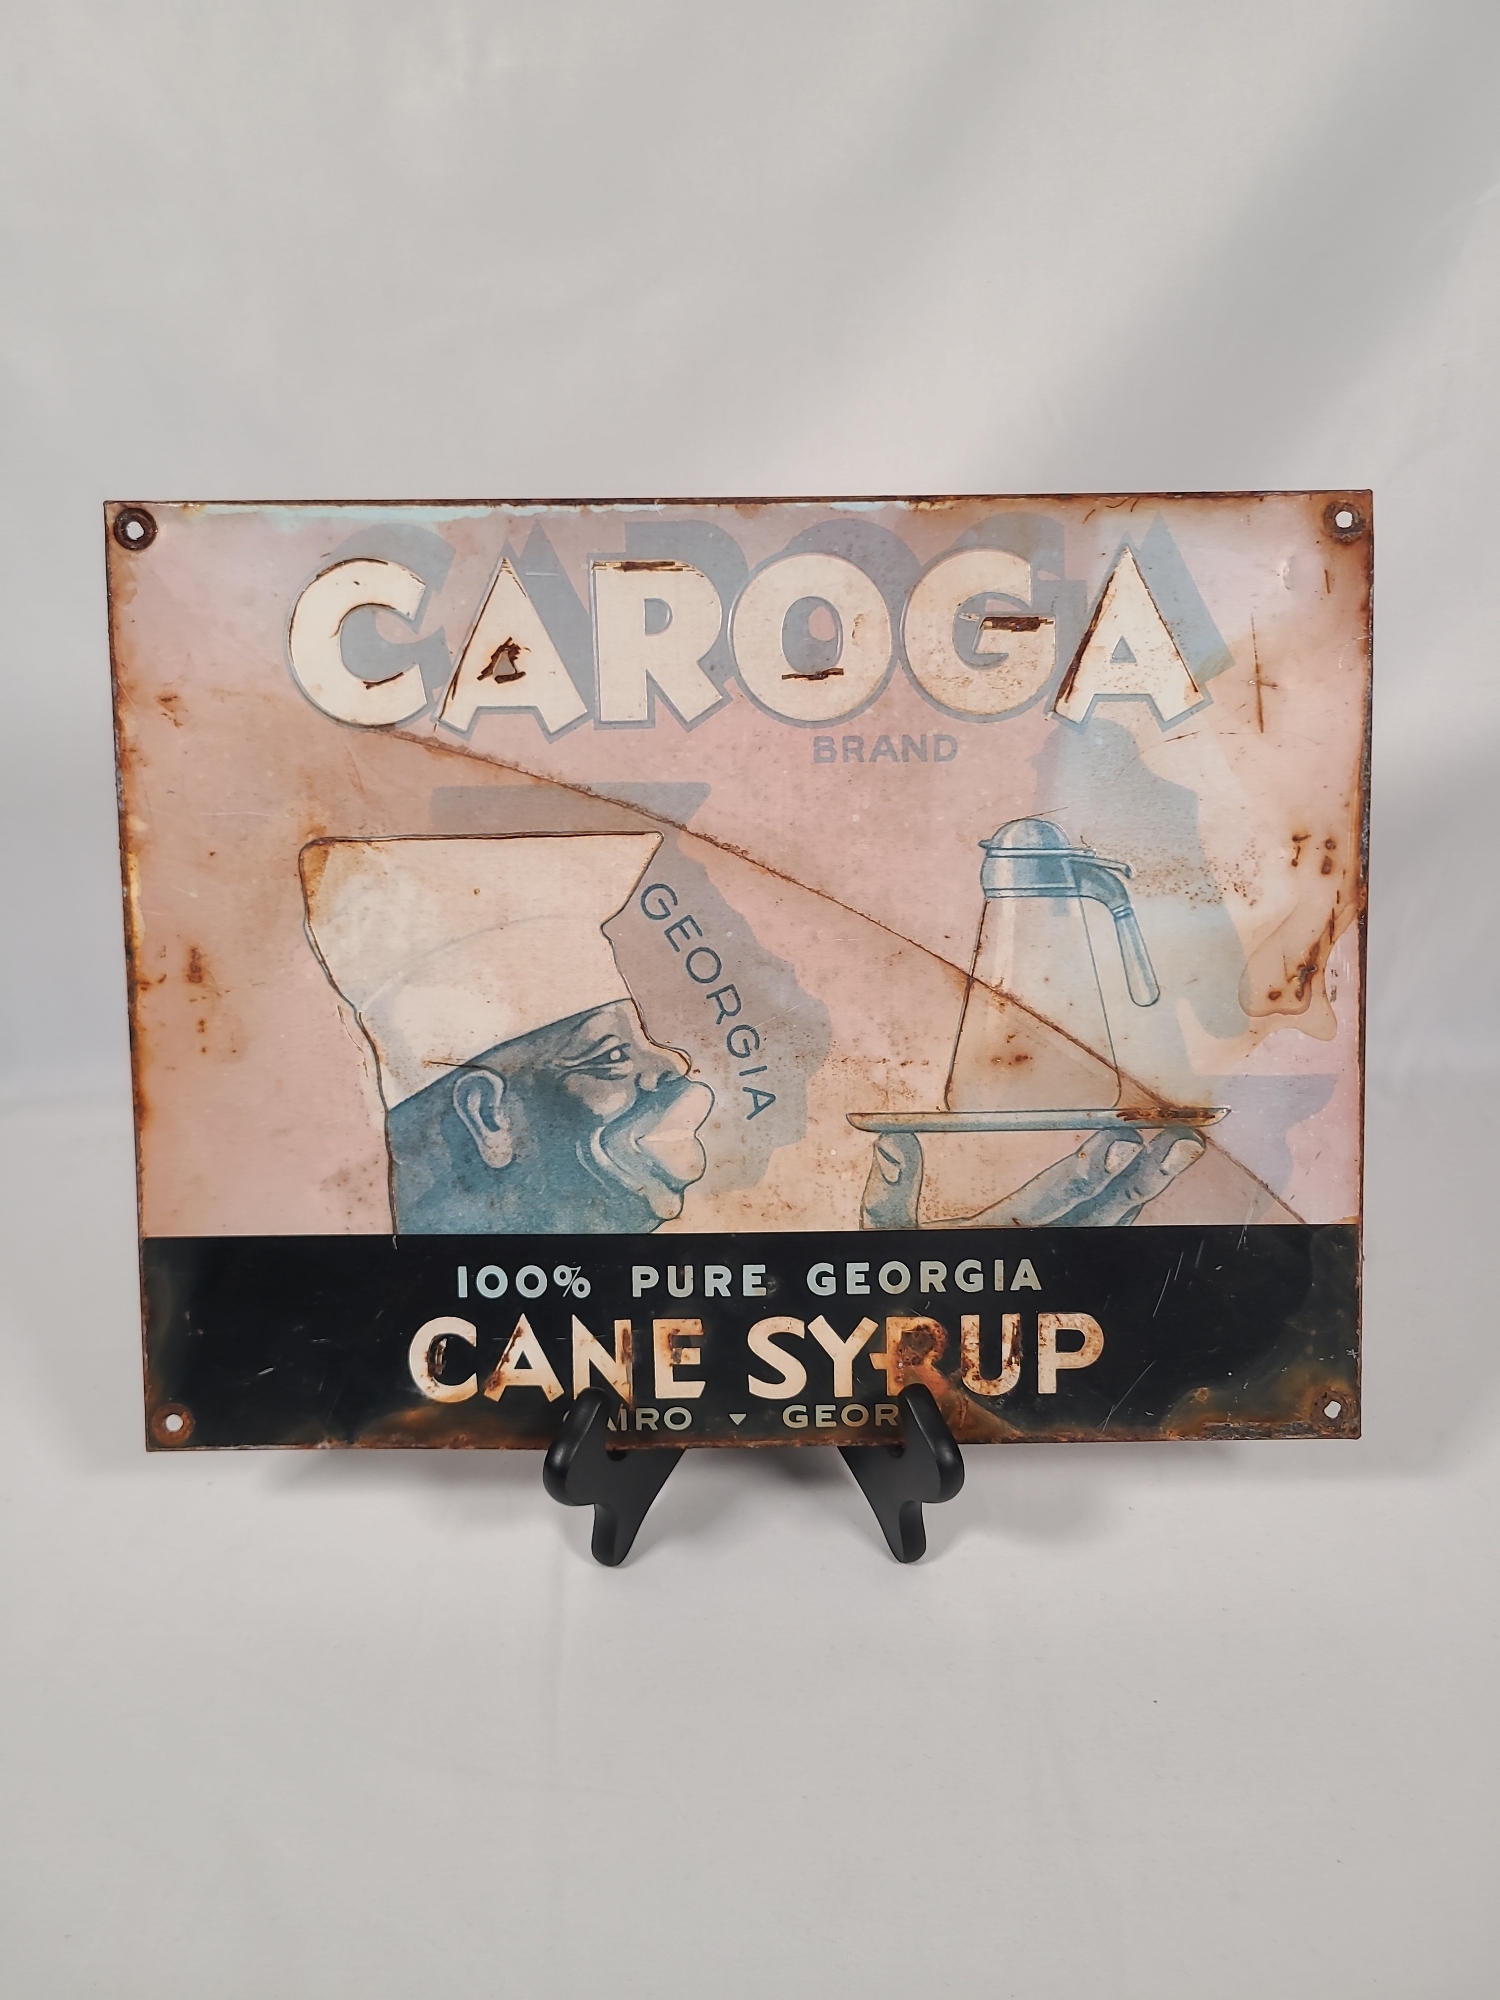 CAROGA
BRAND
GEORGIA
100% PURE GEORGIA
CANE SYRUP